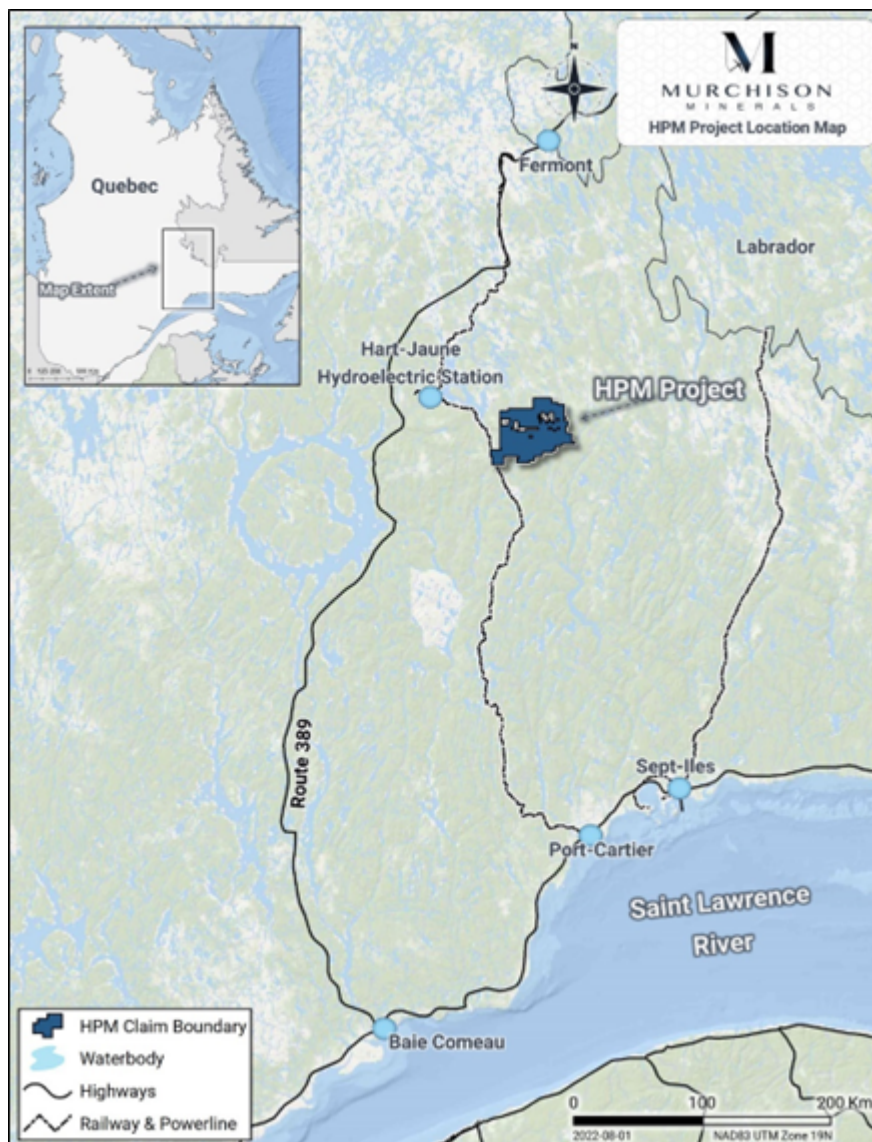 MURCHISON
MINERALS
HPM Project Location Map
N
Fermont
Quebec
Map Extent
Labrador
Hart-Jaune
Hydroelectric Station
HPM Project
Route 389
Sept-Iles
Port-Cartier
Saint Lawrence
River
Baie Comeau
HPM Claim Boundary
Waterbody
Highways
Railway & Powerline
0 100 200 Km
2022-08-01 NAD83 UTM Zone 19N